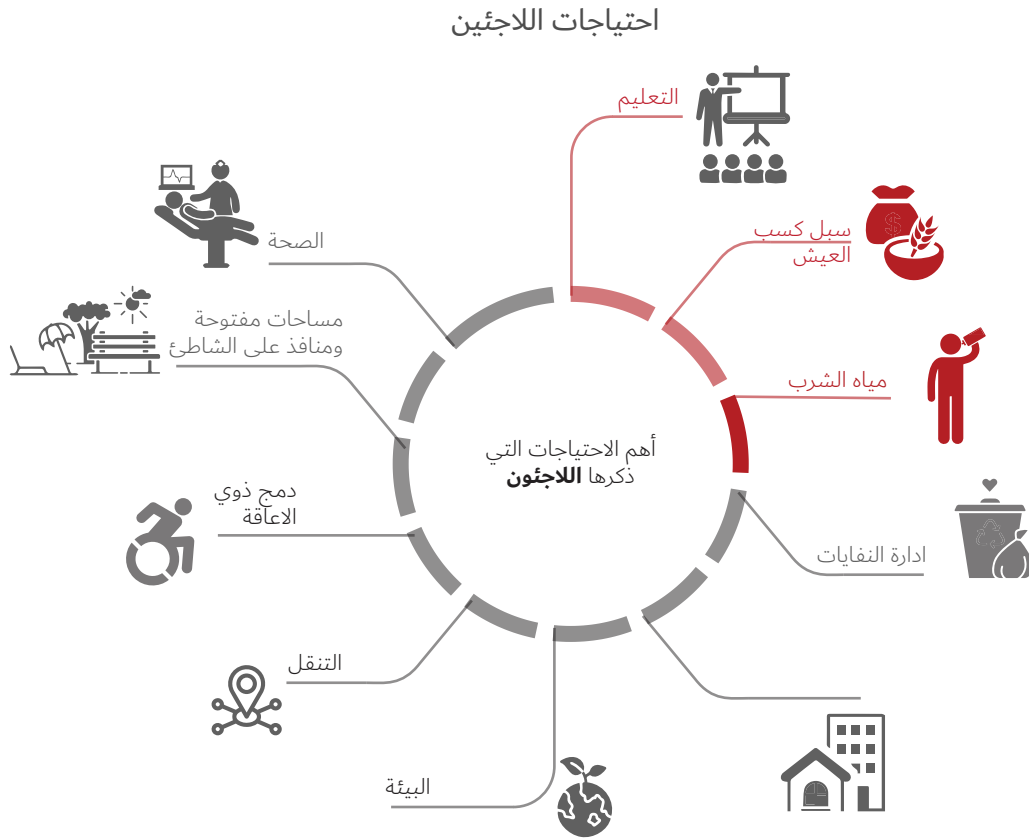 احتياجات اللاجئين
التعليم
سبل كسب
العيش
مياه الشرب
ادارة النفايات
البيئة
التنقل
دمج ذوي
الاعاقة
مساحات مفتوحة
ومنافذ على الشاطئ
الصحة
أهم الاحتياجات التي
ذكرها اللاجئون
$